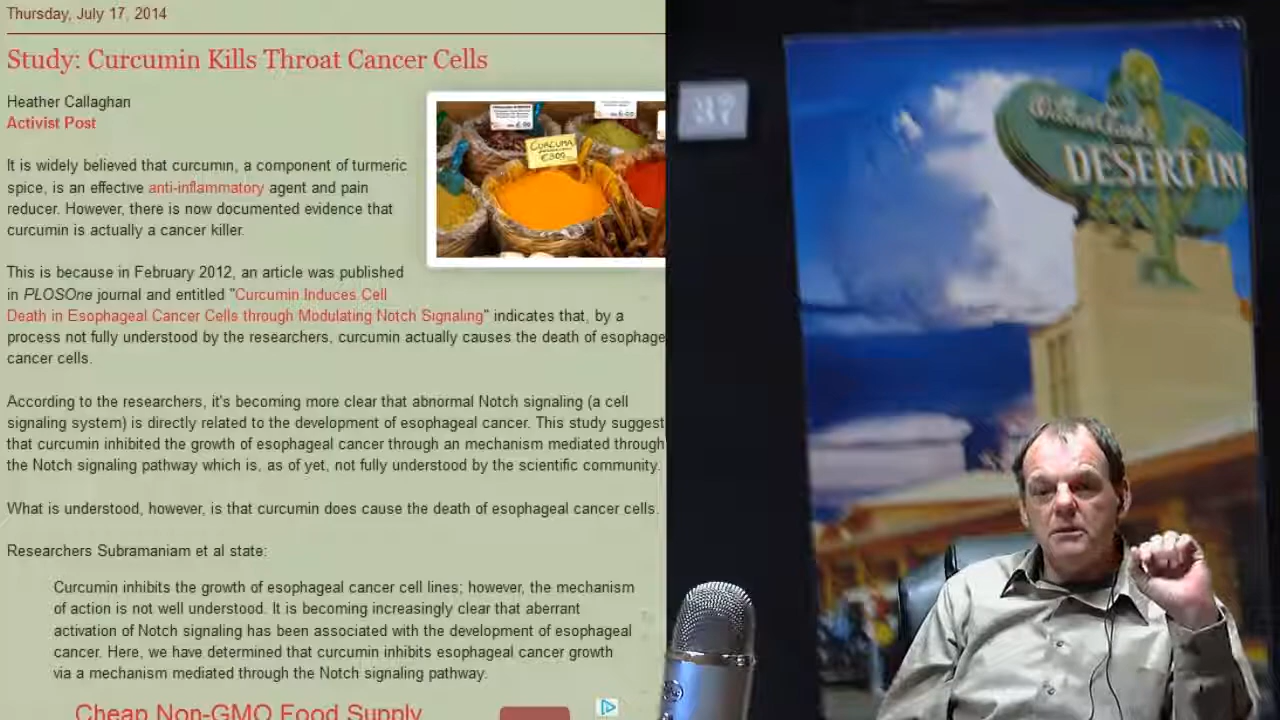 Thursday, July 17, 2014
Study: Curcumin Kills Throat Cancer Cells
Heather Callaghan
Activist Post
It is widely believed that curcumin, a component of turmeric
spice, is an effective anti-inflammatory agent and pain
reducer. However, there is now documented evidence that
curcumin is actually a cancer killer.
This is because in February 2012, an article was published
in PLOSOne journal and entitled "Curcumin Induces Cell
Death in Esophageal Cancer Cells through Modulating Notch Signaling" indicates that, by a
process not fully understood by the researchers, curcumin actually causes the death of esophage
cancer cells.
According to the researchers, it's becoming more clear that abnormal Notch signaling (a cell
signaling system) is directly related to the development of esophageal cancer. This study suggest
that curcumin inhibited the growth of esophageal cancer through an mechanism mediated through
the Notch signaling pathway which is, as of yet, not fully understood by the scientific community.
What is understood, however, is that curcumin does cause the death of esophageal cancer cells.
Researchers Subramaniam et al state:
Curcumin inhibits the growth of esophageal cancer cell lines; however, the mechanism
of action is not well understood. It is becoming increasingly clear that aberrant
activation of Notch signaling has been associated with the development of esophageal
cancer. Here, we have determined that curcumin inhibits esophageal cancer growth
via a mechanism mediated through the Notch signaling pathway.
Cheap Non-GMO Food Supply
CURCUMA
37
DESERT INN